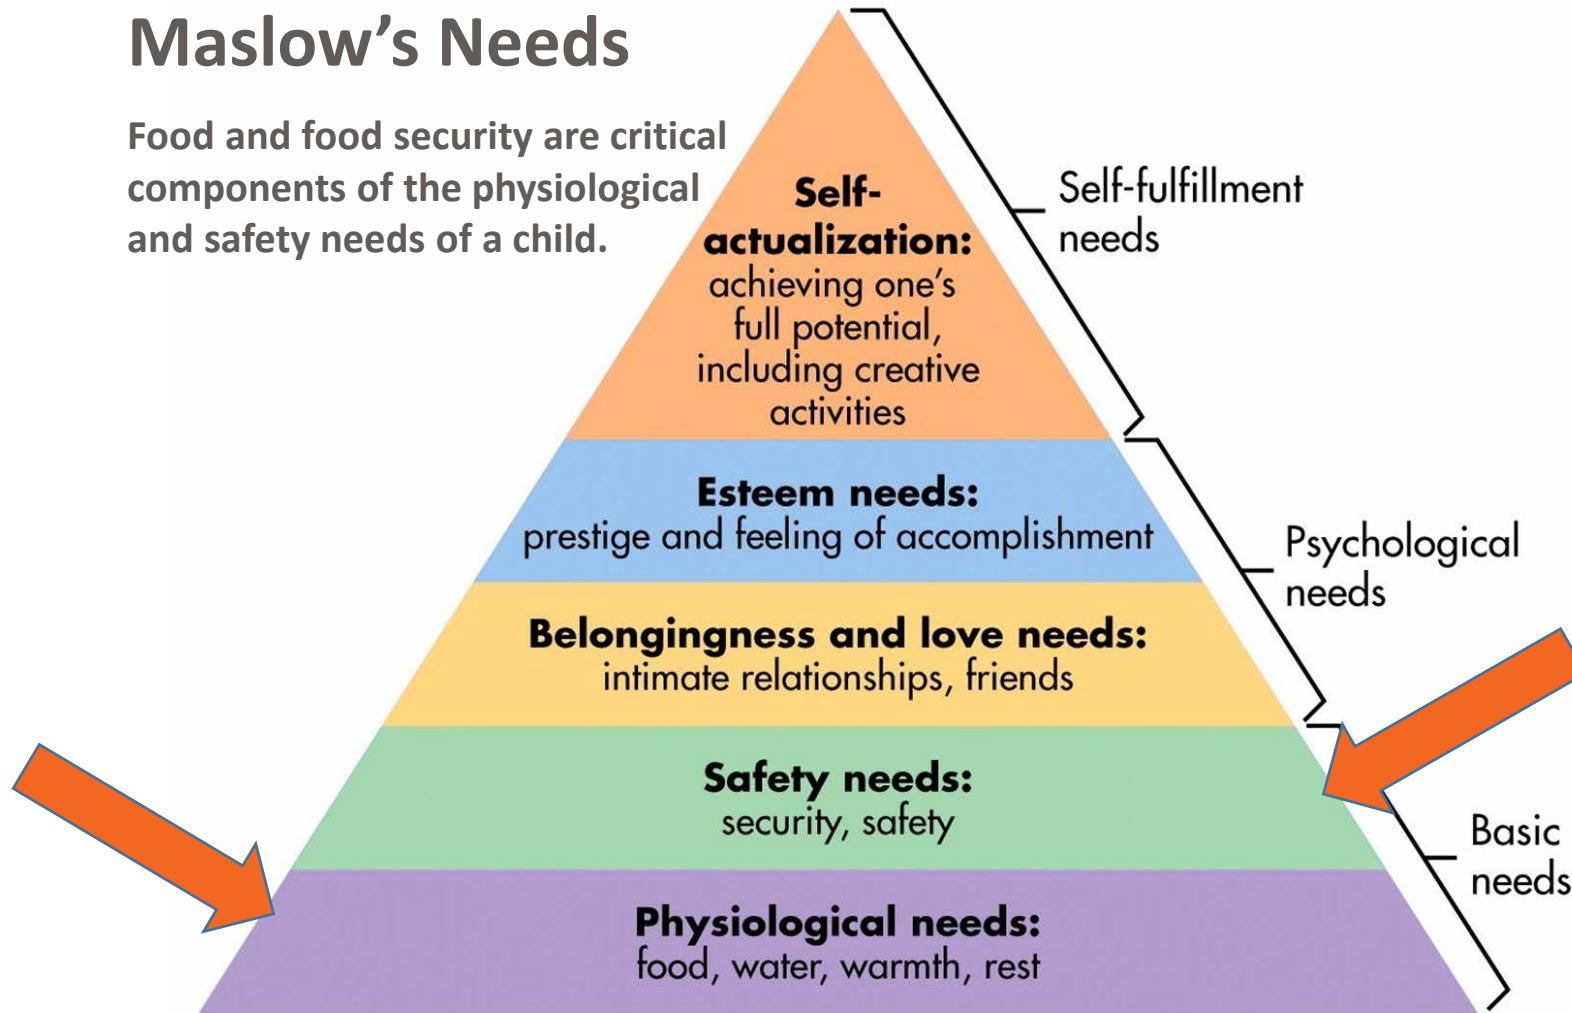 Maslow’s Needs
Food and food security are critical
components of the physiological
and safety needs of a child.
Self-
actualization:
achieving one’s
full potential,
including creative
activities
Self-fulfillment
needs
Esteem needs:
prestige and feeling of accomplishment
Psychological
needs
Belongingness and love needs:
intimate relationships, friends
Safety needs:
security, safety
Basic
needs
Physiological needs:
food, water, warmth, rest